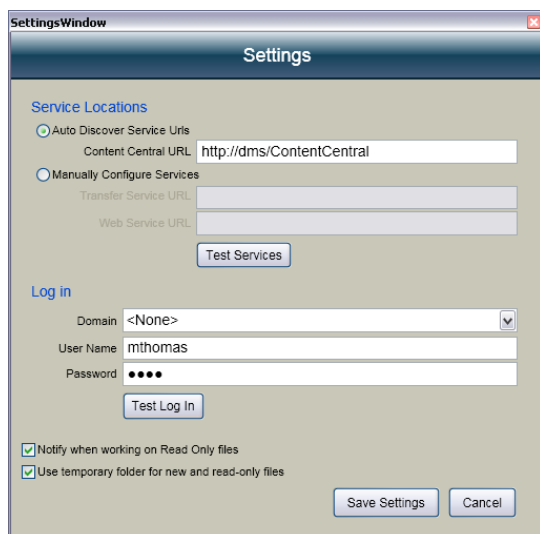 SettingsWindow
Settings
Service Locations
Auto Discover Service Urls
Content Central URL http://dms/ContentCentral
Manually Configure Services
Transfer Service URL
Web Service URL
Test Services
Log in
Domain <None>
User Name mthomas
Password ●●●●
Test Log In
Notify when working on Read Only files
Use temporary folder for new and read-only files
Save Settings Cancel